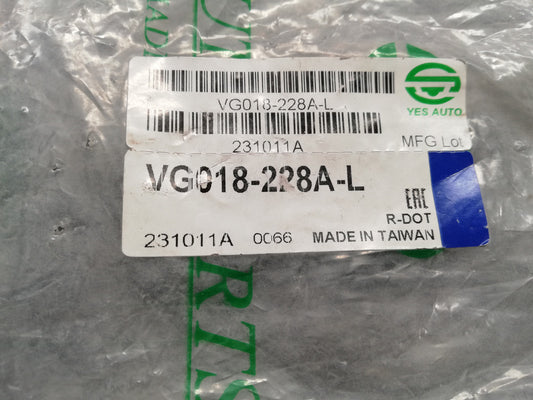 VG018-228A-L
231011A
MFG Lot
YES AUTO
VG018-228A-L
EAC
R-DOT
231011A 0066 MADE IN TAIWAN